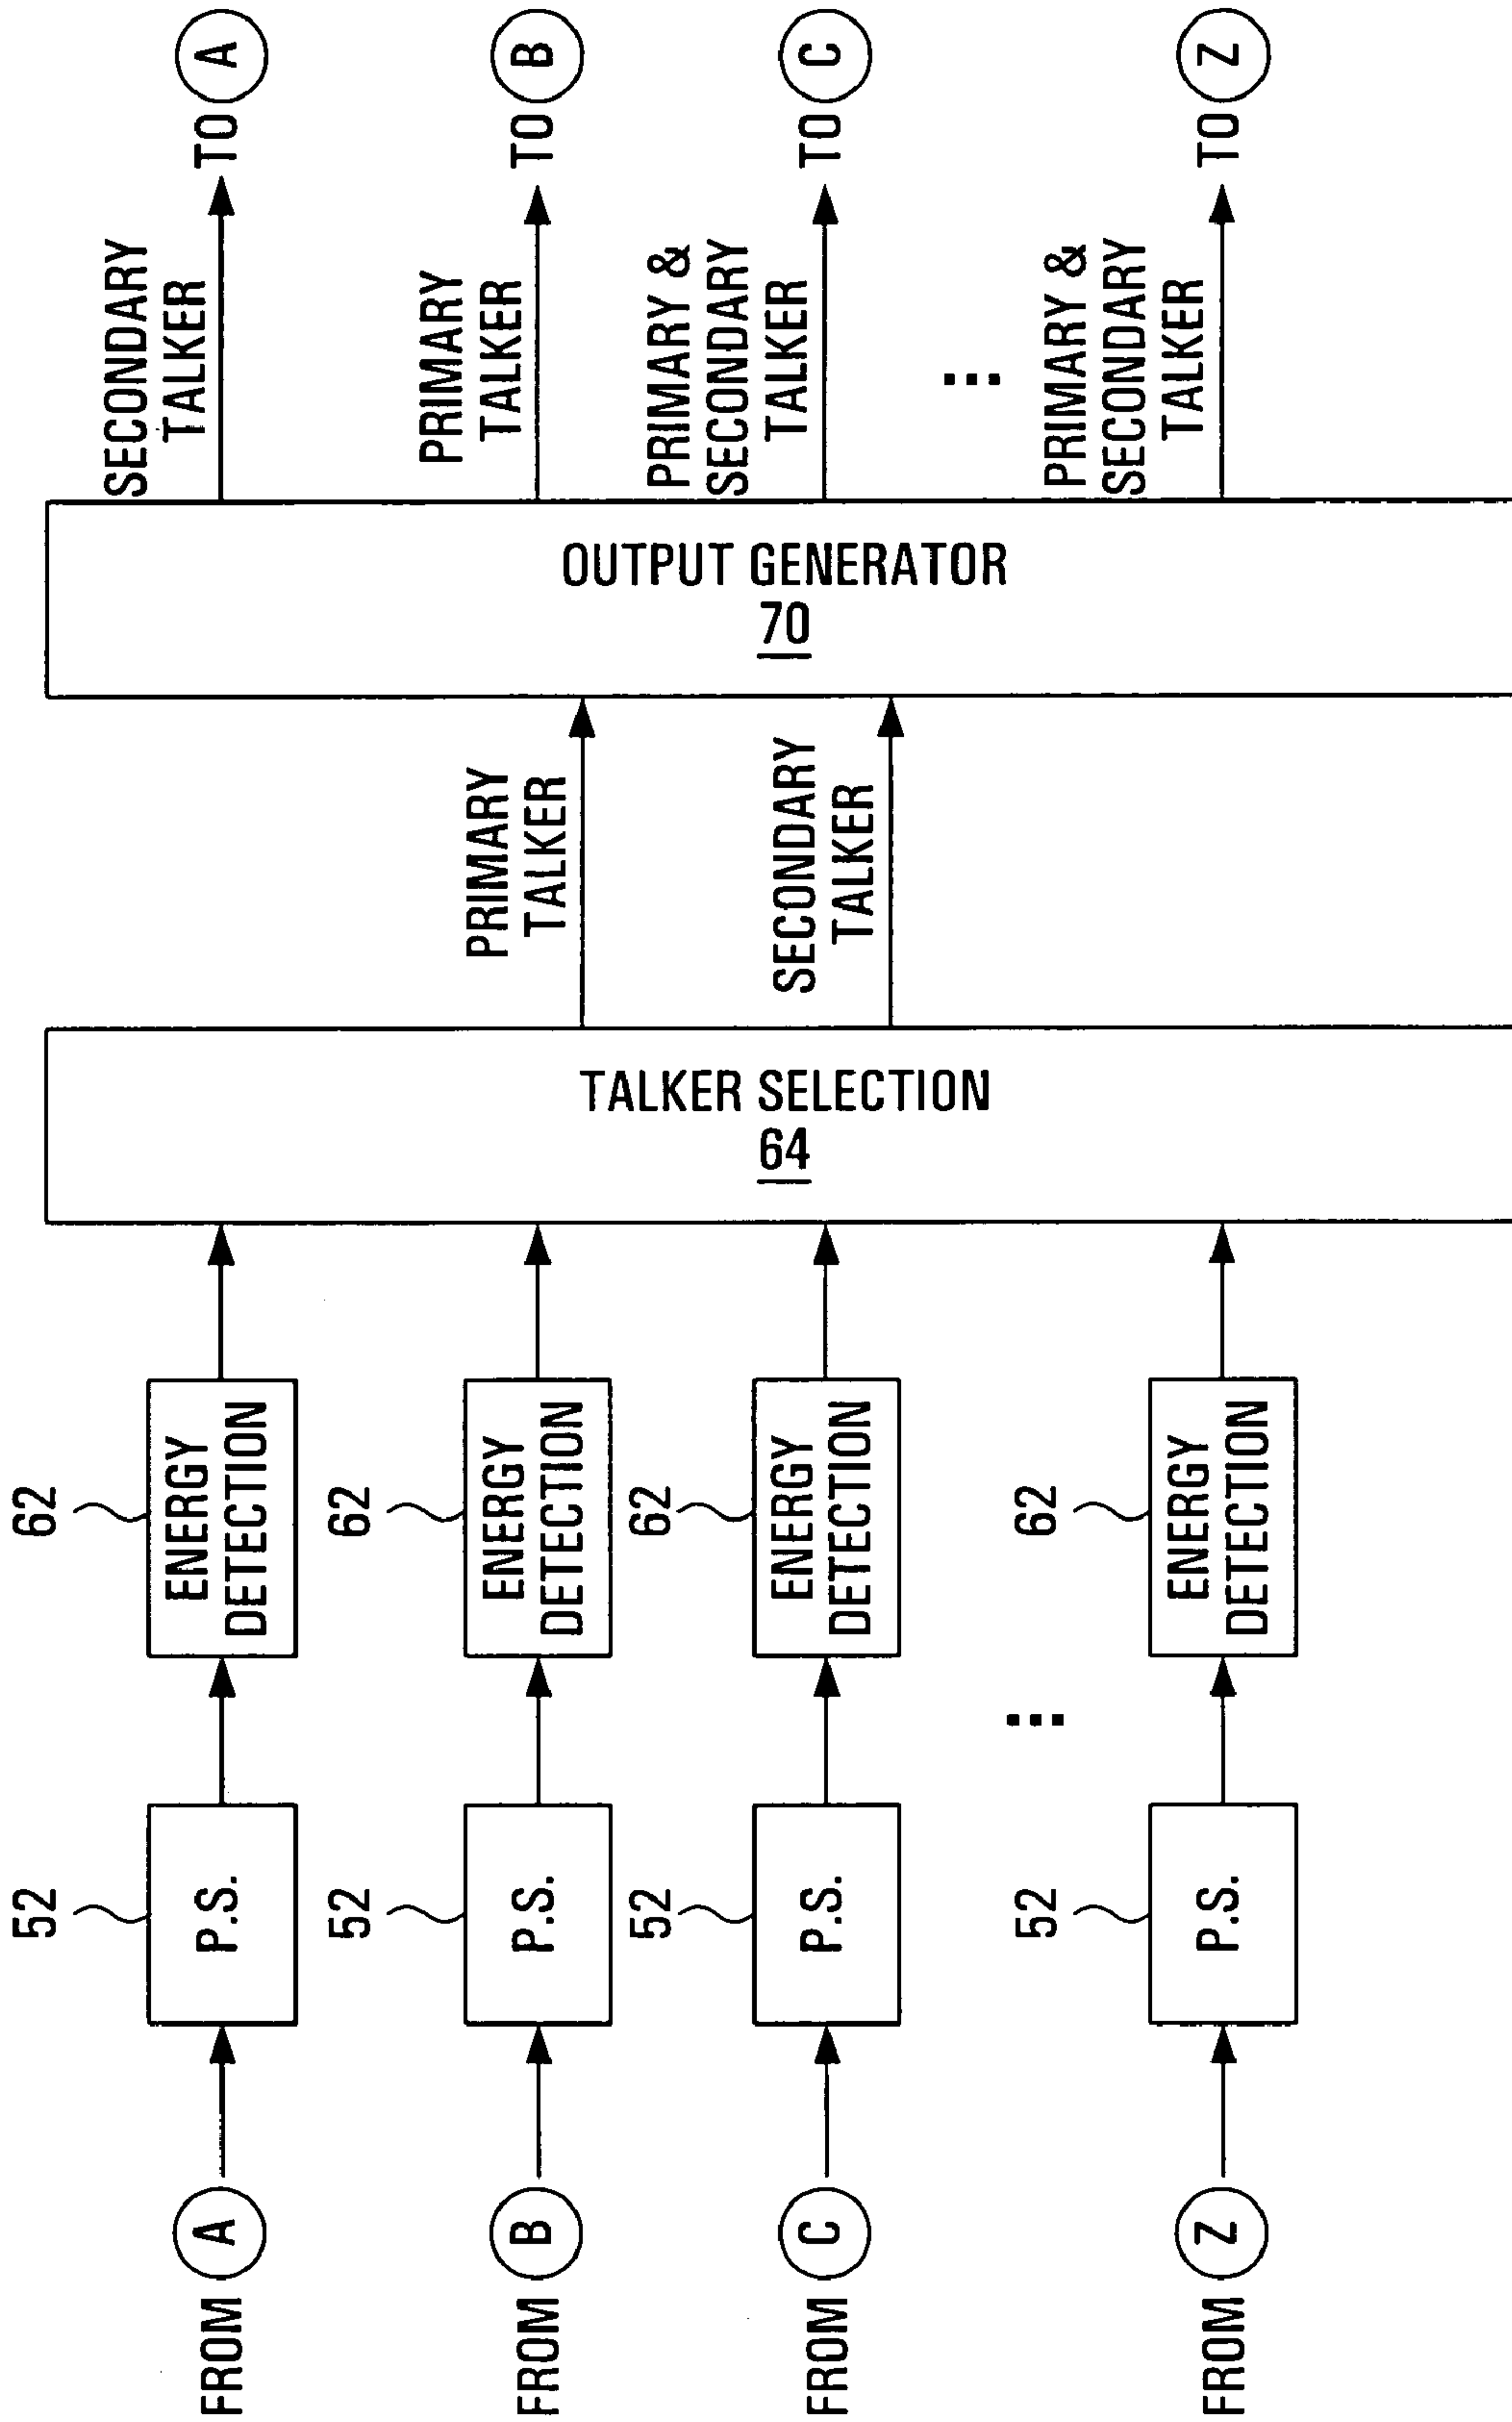 FROM A
52
P.S.
62
ENERGY
DETECTION
SECONDARY
TALKER
TO A
FROM B
52
P.S.
62
ENERGY
DETECTION
PRIMARY
TALKER
PRIMARY
TALKER
TO B
FROM C
52
P.S.
62
ENERGY
DETECTION
TALKER SELECTION
64
SECONDARY
TALKER
OUTPUT GENERATOR
70
PRIMARY &
SECONDARY
TALKER
TO C
...
...
FROM Z
52
P.S.
62
ENERGY
DETECTION
PRIMARY &
SECONDARY
TALKER
TO Z